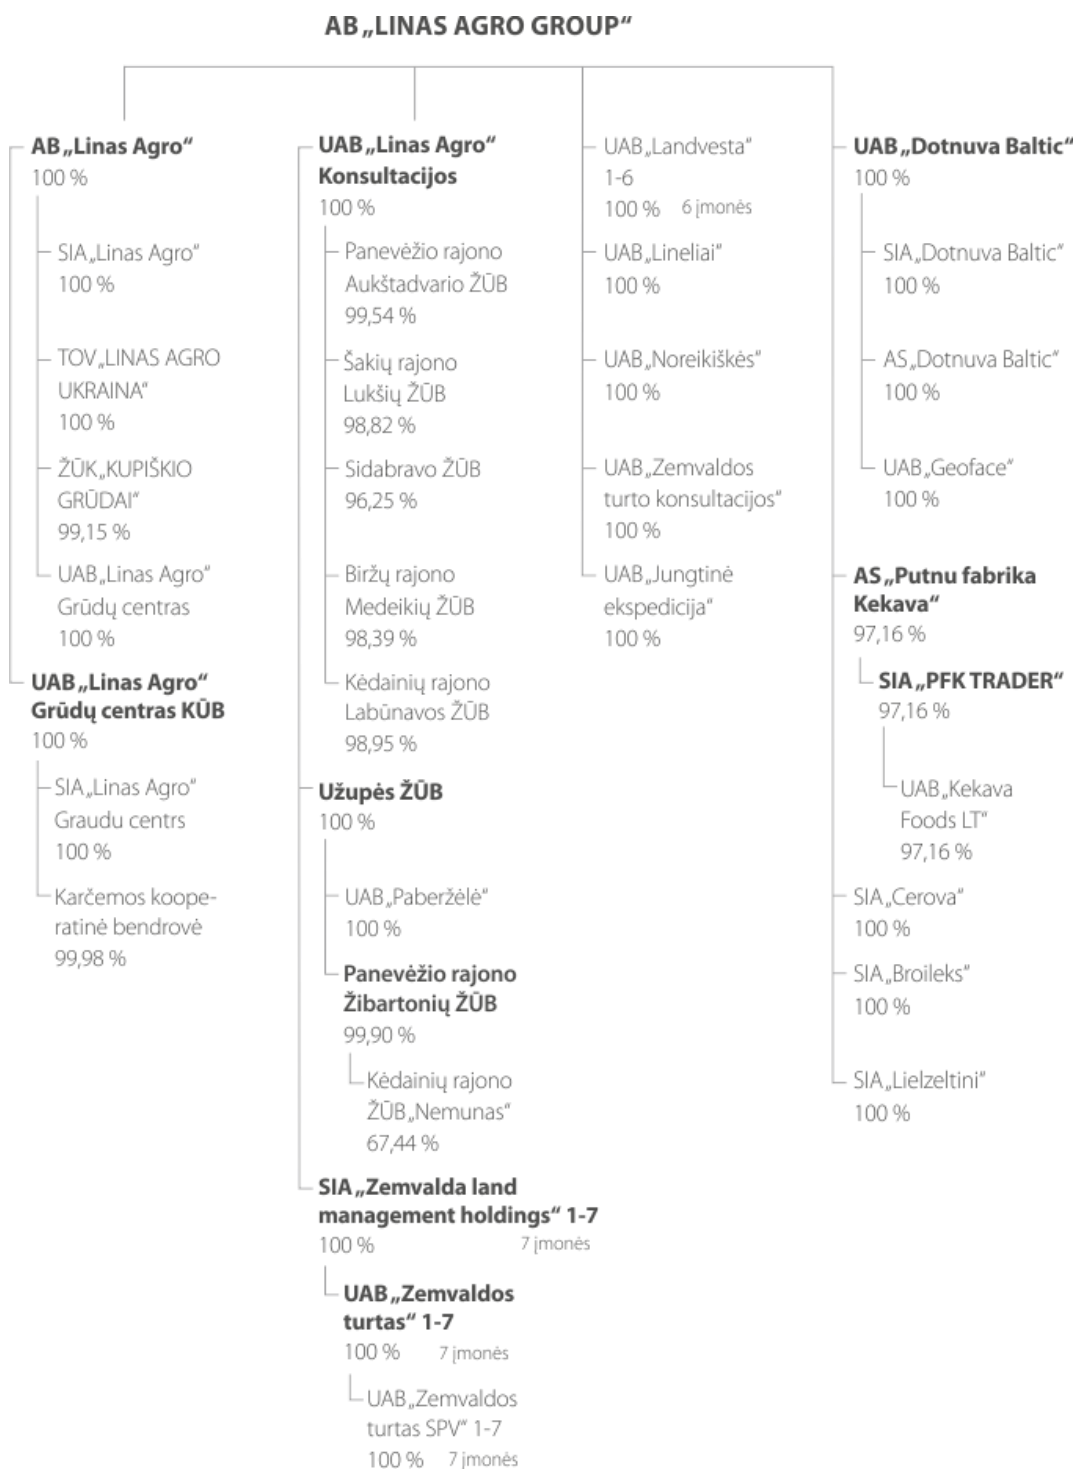 AB „LINAS AGRO GROUP“
AB „Linas Agro“
100 %
SIA „Linas Agro“
100 %
TOV „LINAS AGRO
UKRAINA“
100 %
ŽŪK „KUPIŠKIO
GRŪDAI“
99,15 %
UAB „Linas Agro“
Grūdų centras
100 %
UAB „Linas Agro“
Grūdų centras KŪB
100 %
SIA „Linas Agro“
Graudu centrs
100 %
Karčemos koope-
ratinė bendrovė
99,98 %
UAB „Linas Agro“
Konsultacijos
100 %
Panevėžio rajono
Aukštadvario ŽŪB
99,54 %
Šakių rajono
Lukšių ŽŪB
98,82 %
Sidabravo ŽŪB
96,25 %
Biržų rajono
Medeikių ŽŪB
98,39 %
Kėdainių rajono
Labūnavos ŽŪB
98,95 %
Užupės ŽŪB
100 %
UAB „Paberžėlė“
100 %
Panevėžio rajono
Žibartonių ŽŪB
99,90 %
Kėdainių rajono
ŽŪB „Nemunas“
67,44 %
SIA „Zemvalda land
management holdings“ 1-7
100 % 7 įmonės
UAB „Zemvaldos
turtas“ 1-7
100 % 7 įmonės
UAB „Zemvaldos
turtas SPV“ 1-7
100 % 7 įmonės
UAB „Landvesta“
1-6
100 % 6 įmonės
UAB „Lineliai“
100 %
UAB „Noreikiškės“
100 %
UAB „Zemvaldos
turto konsultacijos“
100 %
UAB „Jungtinė
ekspedicija“
100 %
UAB „Dotnuva Baltic“
100 %
SIA „Dotnuva Baltic“
100 %
AS „Dotnuva Baltic“
100 %
UAB „Geoface“
100 %
AS „Putnu fabrika
Kekava“
97,16 %
SIA „PFK TRADER“
97,16 %
UAB „Kekava
Foods LT“
97,16 %
SIA „Cerova“
100 %
SIA „Broileks“
100 %
SIA „Lielzeltini“
100 %